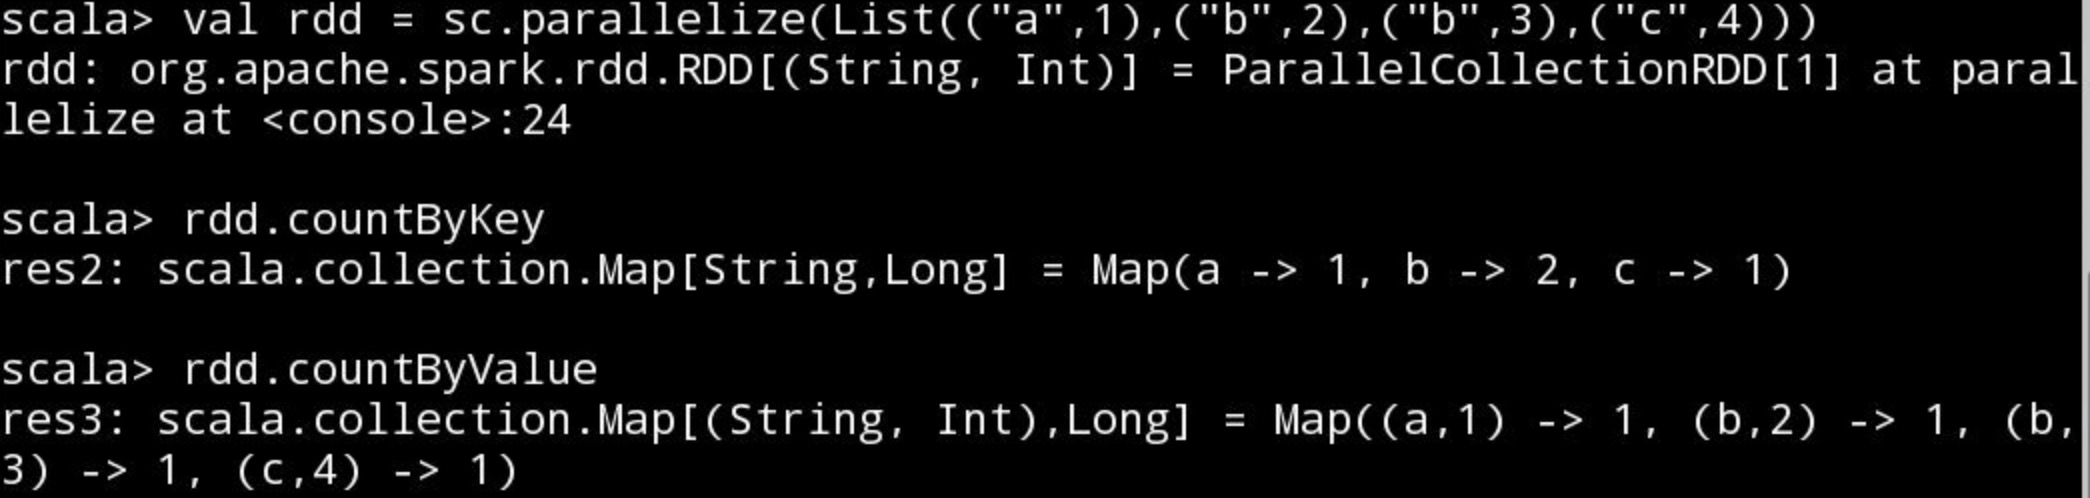 scala> val rdd = sc.parallelize(List(("a",1),("b",2),("b",3),("c",4)))
rdd: org.apache.spark.rdd.RDD[(String, Int)] = ParallelCollectionRDD[1] at paral
lelize at <console>:24
scala> rdd.countByKey
res2: scala.collection.Map[String,Long] = Map(a -> 1, b -> 2, c -> 1)
scala> rdd.countByValue
res3: scala.collection.Map[(String, Int),Long] = Map((a,1) -> 1, (b,2) -> 1, (b,
3) -> 1, (c,4) -> 1)